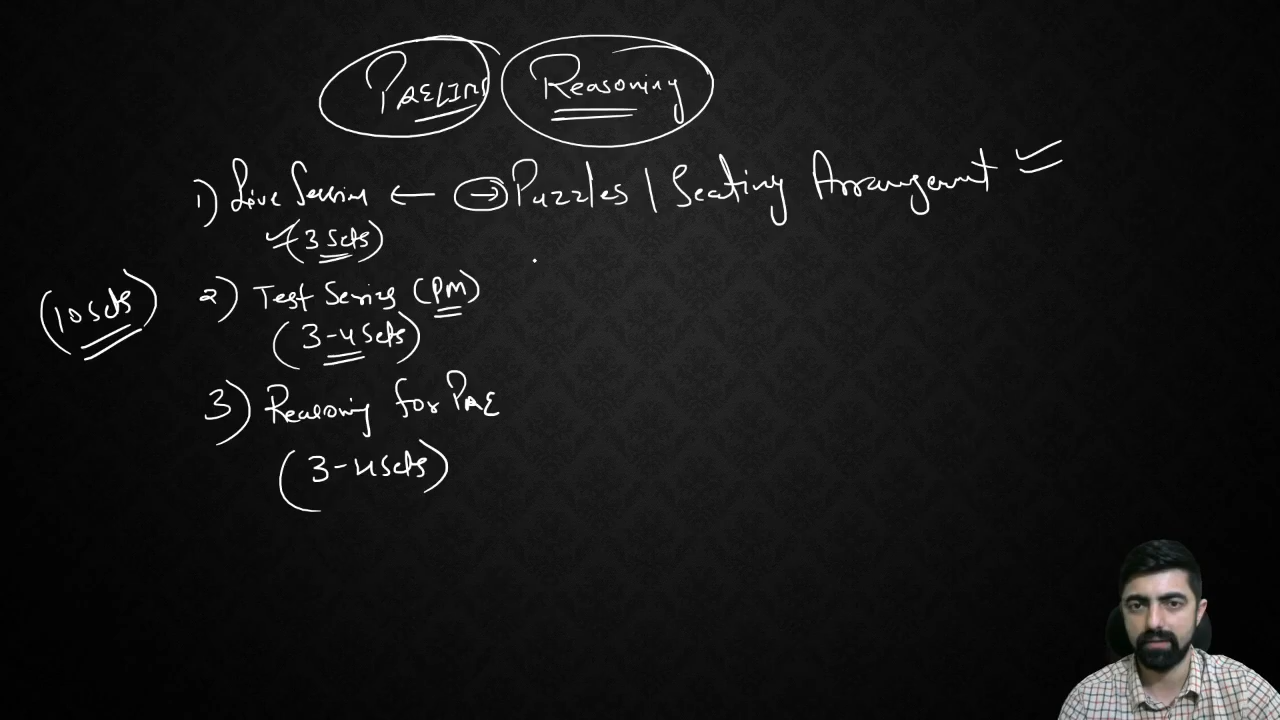 PRELIMS Reasoning
1) Live Session ← → Puzzles | Seating Arrangement
(3 Sets)
(10 sets)
2) Test Series (PM)
(3-4 Sets)
3) Reasoning for PRE
(3-4 sets)